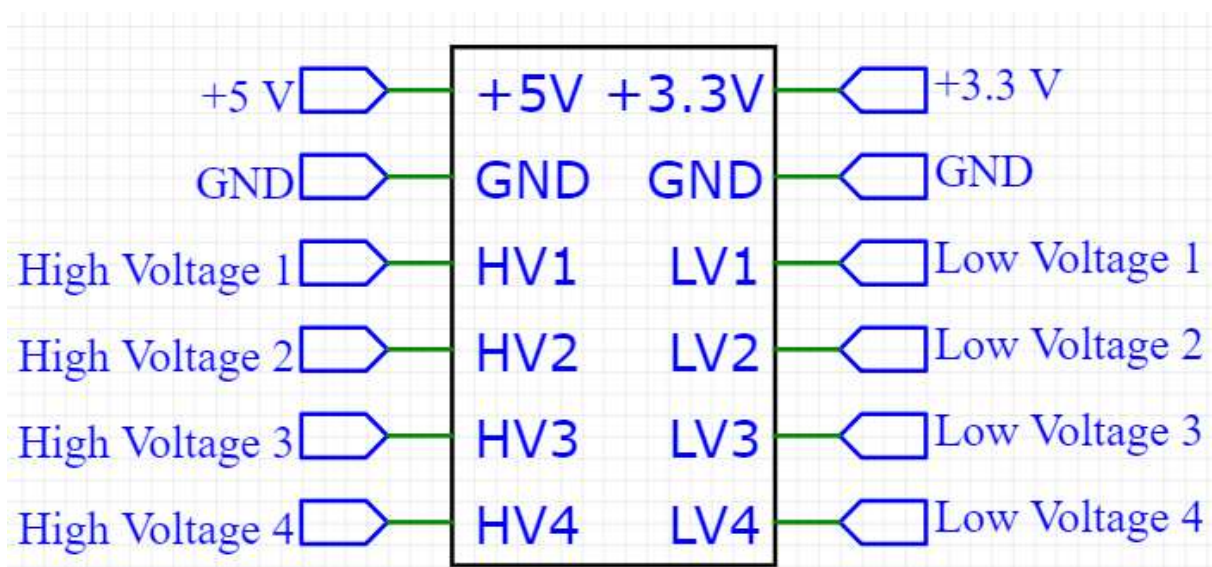 +5 V +5V +3.3V +3.3 V
GND GND GND GND
High Voltage 1 HV1 LV1 Low Voltage 1
High Voltage 2 HV2 LV2 Low Voltage 2
High Voltage 3 HV3 LV3 Low Voltage 3
High Voltage 4 HV4 LV4 Low Voltage 4